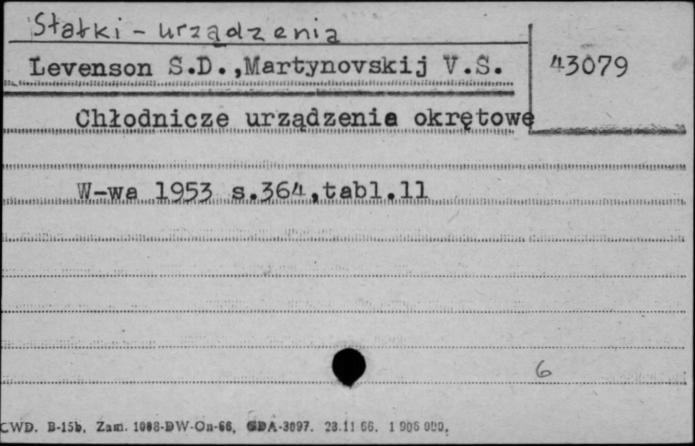 Statki - urządzenia
Levenson S.D.,Martynovskij V.S.
43079
Chłodnicze urządzenia okrętowe
W-wa 1953 s.364,tabl.11
6
CWD. B-15b, Zam. 1008-DW-On-66, GDA-3097. 23.11 66. 1 906 000.